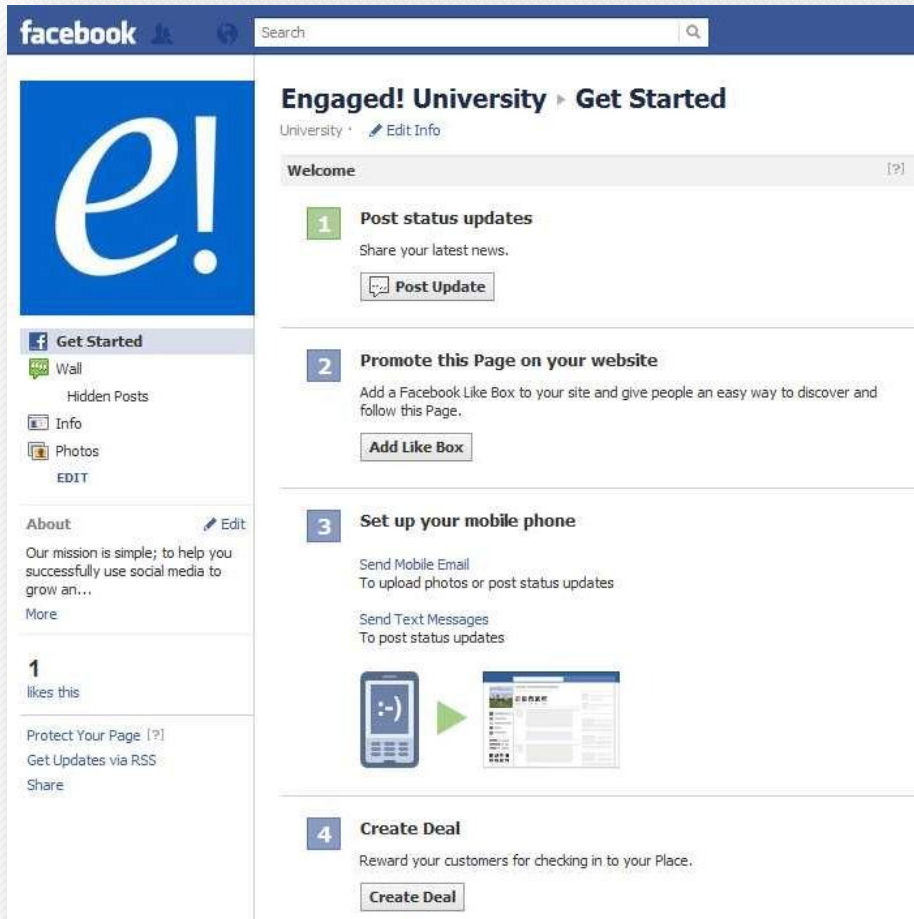 facebook
Search
e!
Engaged! University ▸ Get Started
University · Edit Info
Welcome [?]
1 Post status updates
Share your latest news.
Post Update
2 Promote this Page on your website
Add a Facebook Like Box to your site and give people an easy way to discover and
follow this Page.
Add Like Box
3 Set up your mobile phone
Send Mobile Email
To upload photos or post status updates
Send Text Messages
To post status updates
:-)
4 Create Deal
Reward your customers for checking in to your Place.
Create Deal
Get Started
Wall
Hidden Posts
Info
Photos
EDIT
About Edit
Our mission is simple; to help you
successfully use social media to
grow an...
More
1
likes this
Protect Your Page [?]
Get Updates via RSS
Share